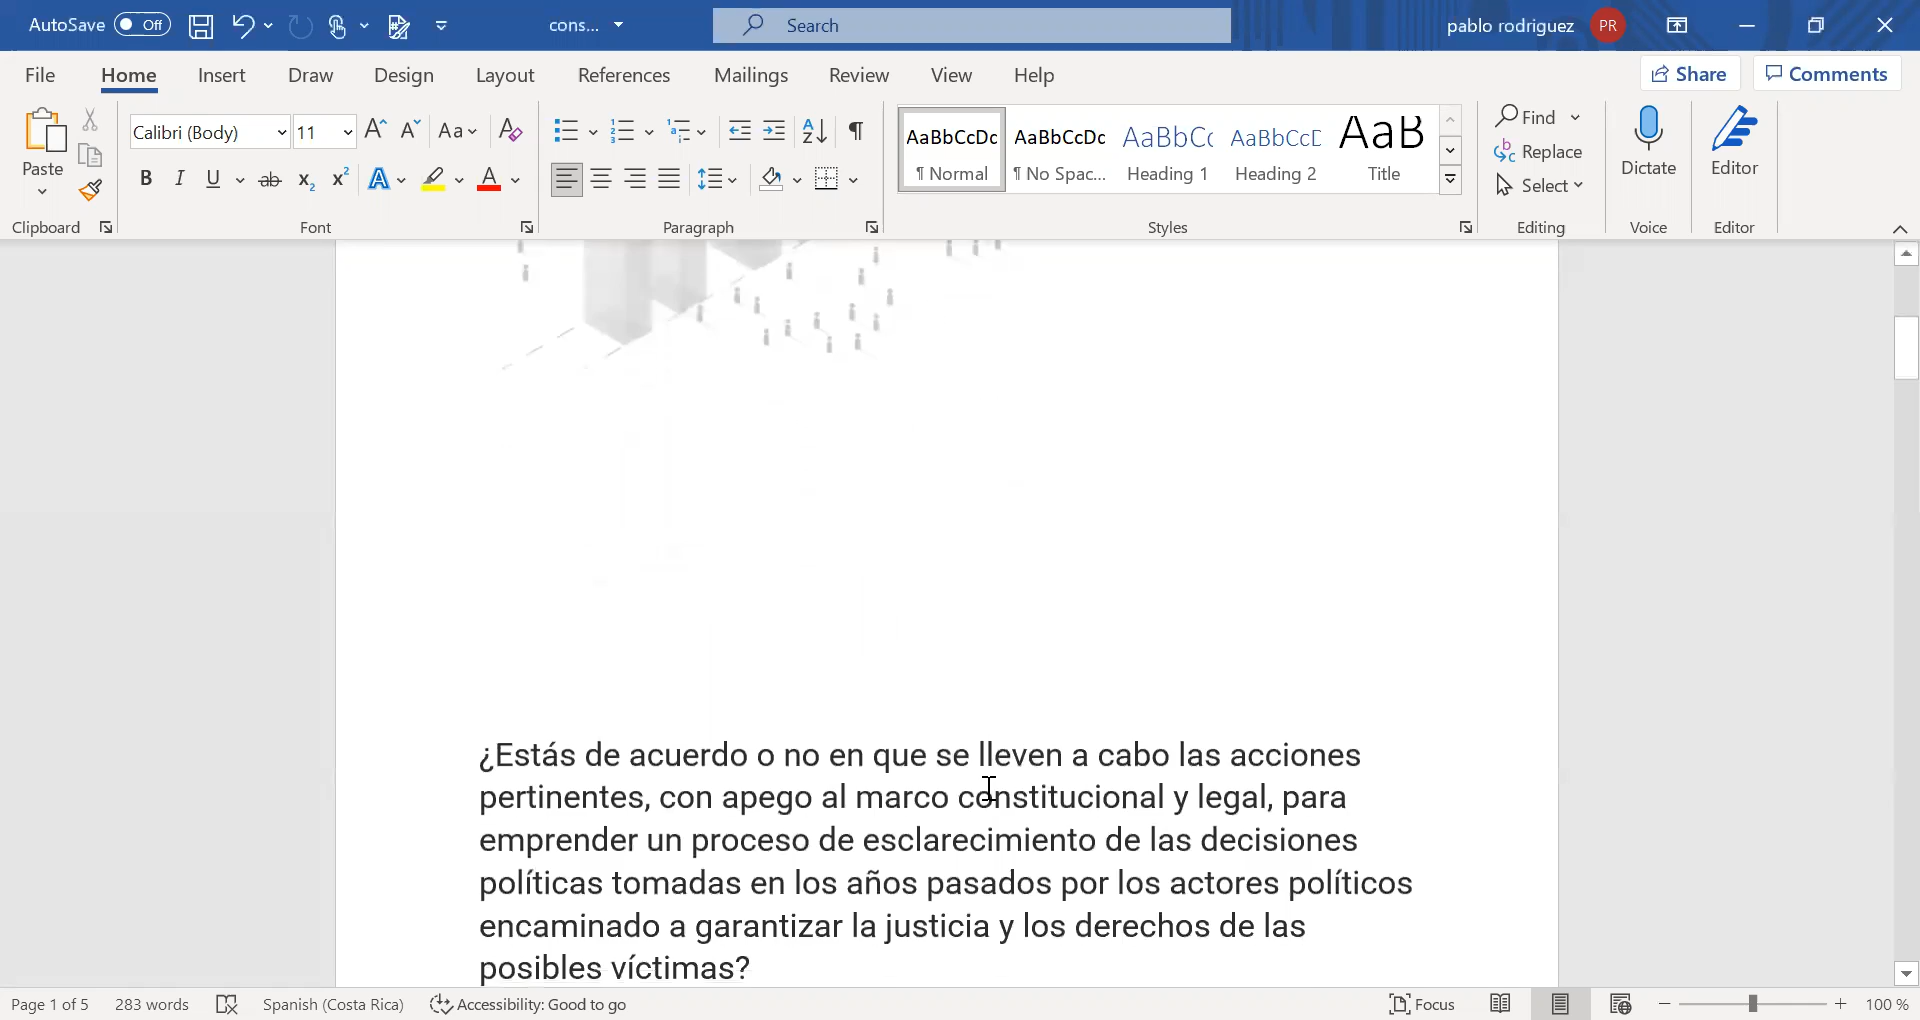 AutoSave Off cons... Search pablo rodriguez PR
File Home Insert Draw Design Layout References Mailings Review View Help Share Comments
Paste Calibri (Body) 11 Aa AaBbCcDc AaBbCcDc AaBbCc AaBbCcD AaB Find Replace Select Dictate Editor
¶ Normal ¶ No Spac... Heading 1 Heading 2 Title
Clipboard Font Paragraph Styles Editing Voice Editor
¿Estás de acuerdo o no en que se lleven a cabo las acciones
pertinentes, con apego al marco constitucional y legal, para
emprender un proceso de esclarecimiento de las decisiones
políticas tomadas en los años pasados por los actores políticos
encaminado a garantizar la justicia y los derechos de las
posibles víctimas?
Page 1 of 5 283 words Spanish (Costa Rica) Accessibility: Good to go Focus 100 %